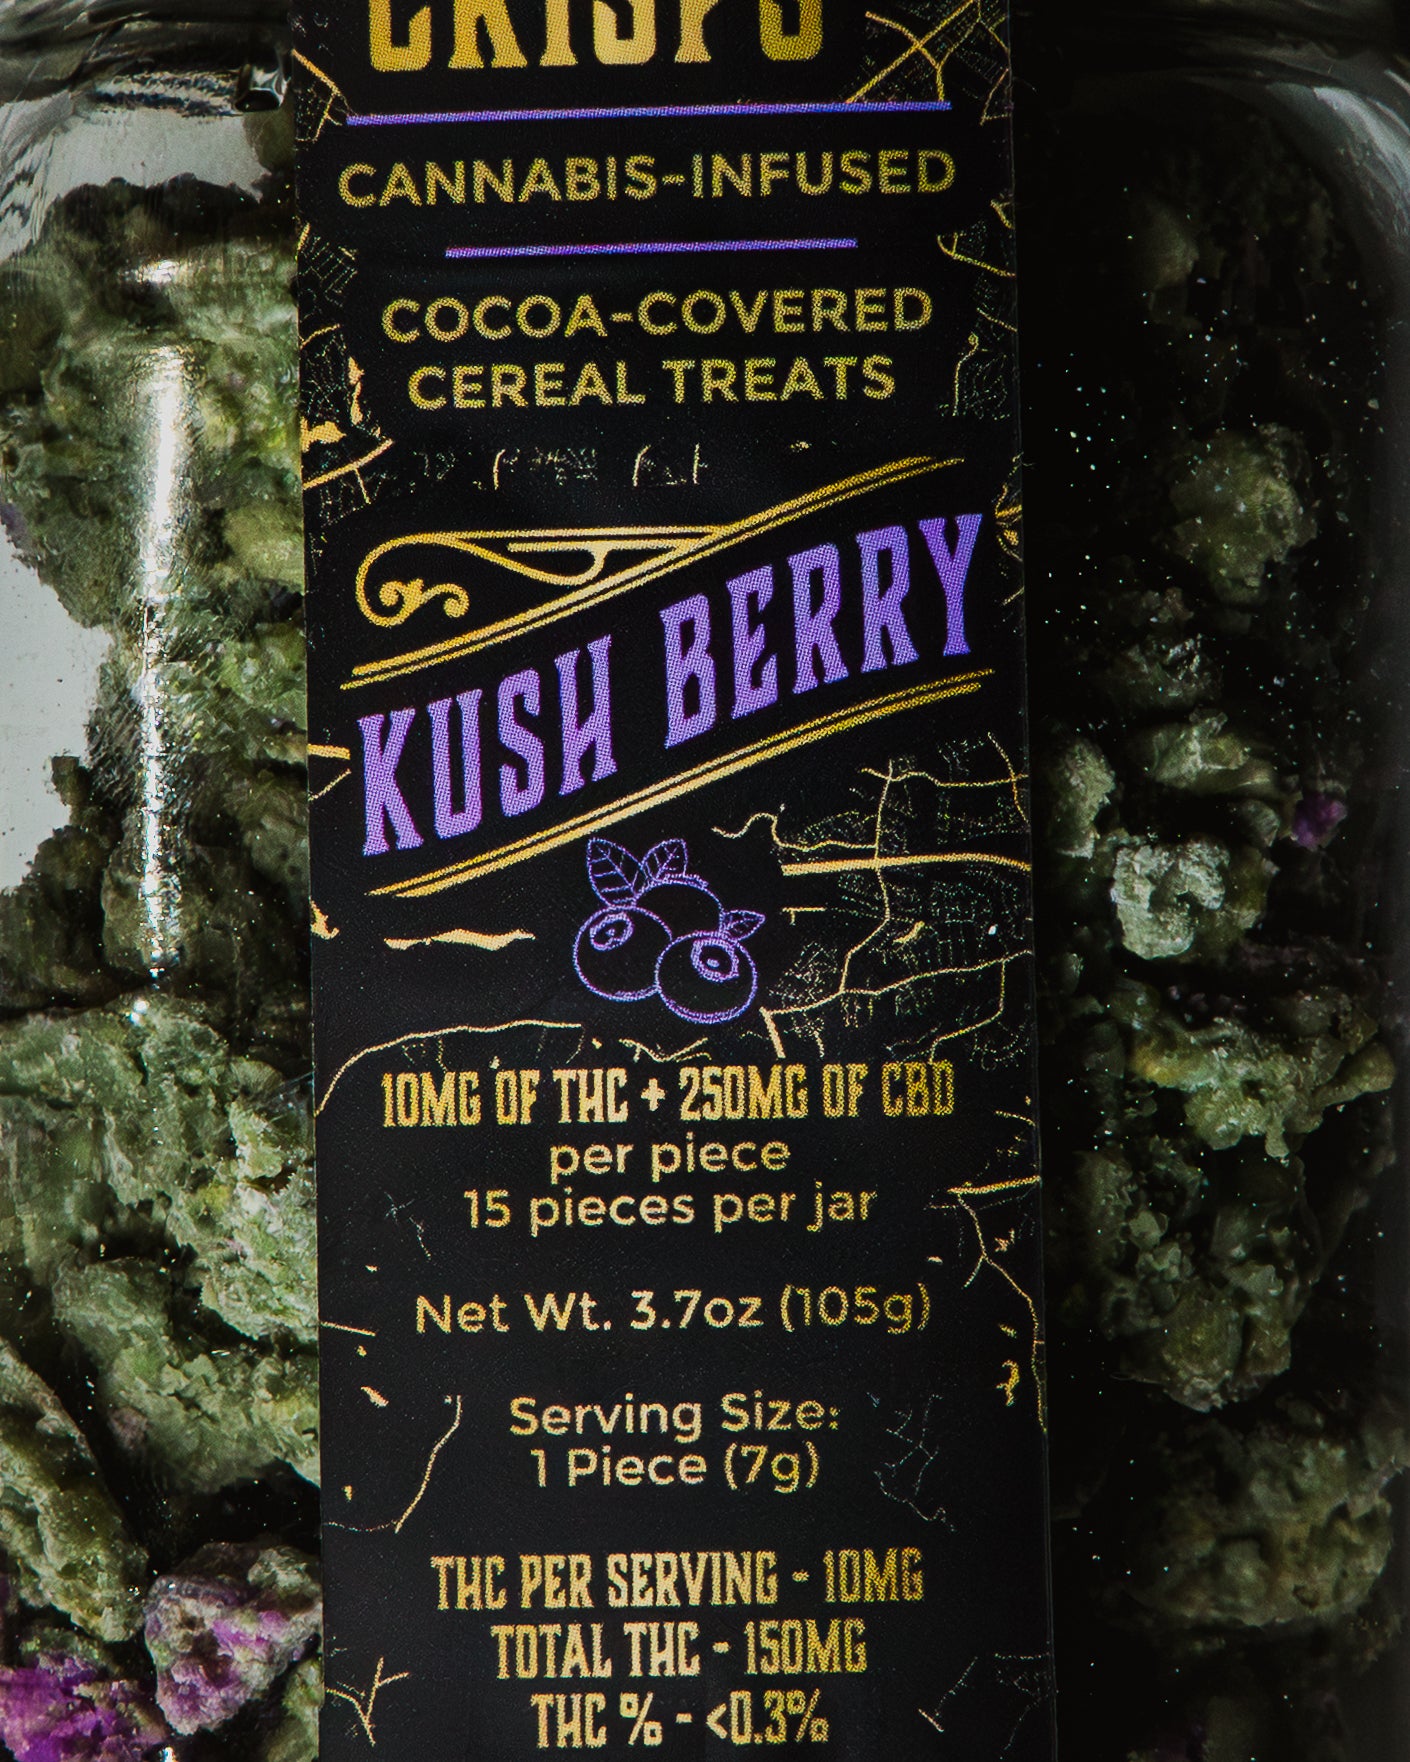 CRISPS
CANNABIS-INFUSED
COCOA-COVERED
CEREAL TREATS
KUSH BERRY
10MG OF THC + 250MG OF CBD
per piece
15 pieces per jar
Net Wt. 3.7oz (105g)
Serving Size:
1 Piece (7g)
THC PER SERVING - 10MG
TOTAL THC - 150MG
THC % - <0.3%